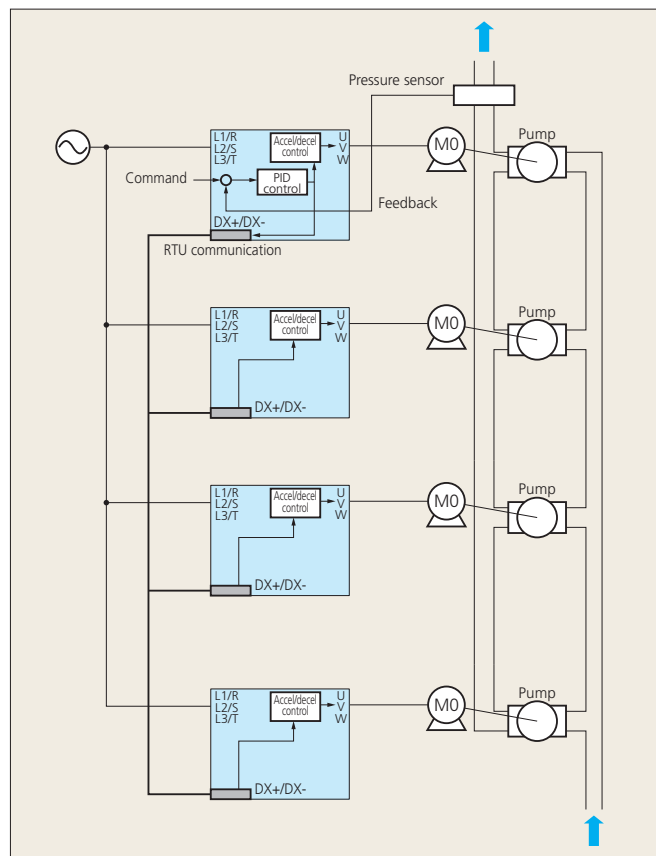 Pressure sensor
L1/R
L2/S
L3/T
Accel/decel
control
U
V
W
M0
Pump
Command
PID
control
Feedback
DX+/DX-
RTU communication
L1/R
L2/S
L3/T
Accel/decel
control
U
V
W
M0
Pump
DX+/DX-
L1/R
L2/S
L3/T
Accel/decel
control
U
V
W
M0
Pump
DX+/DX-
L1/R
L2/S
L3/T
Accel/decel
control
U
V
W
M0
Pump
DX+/DX-